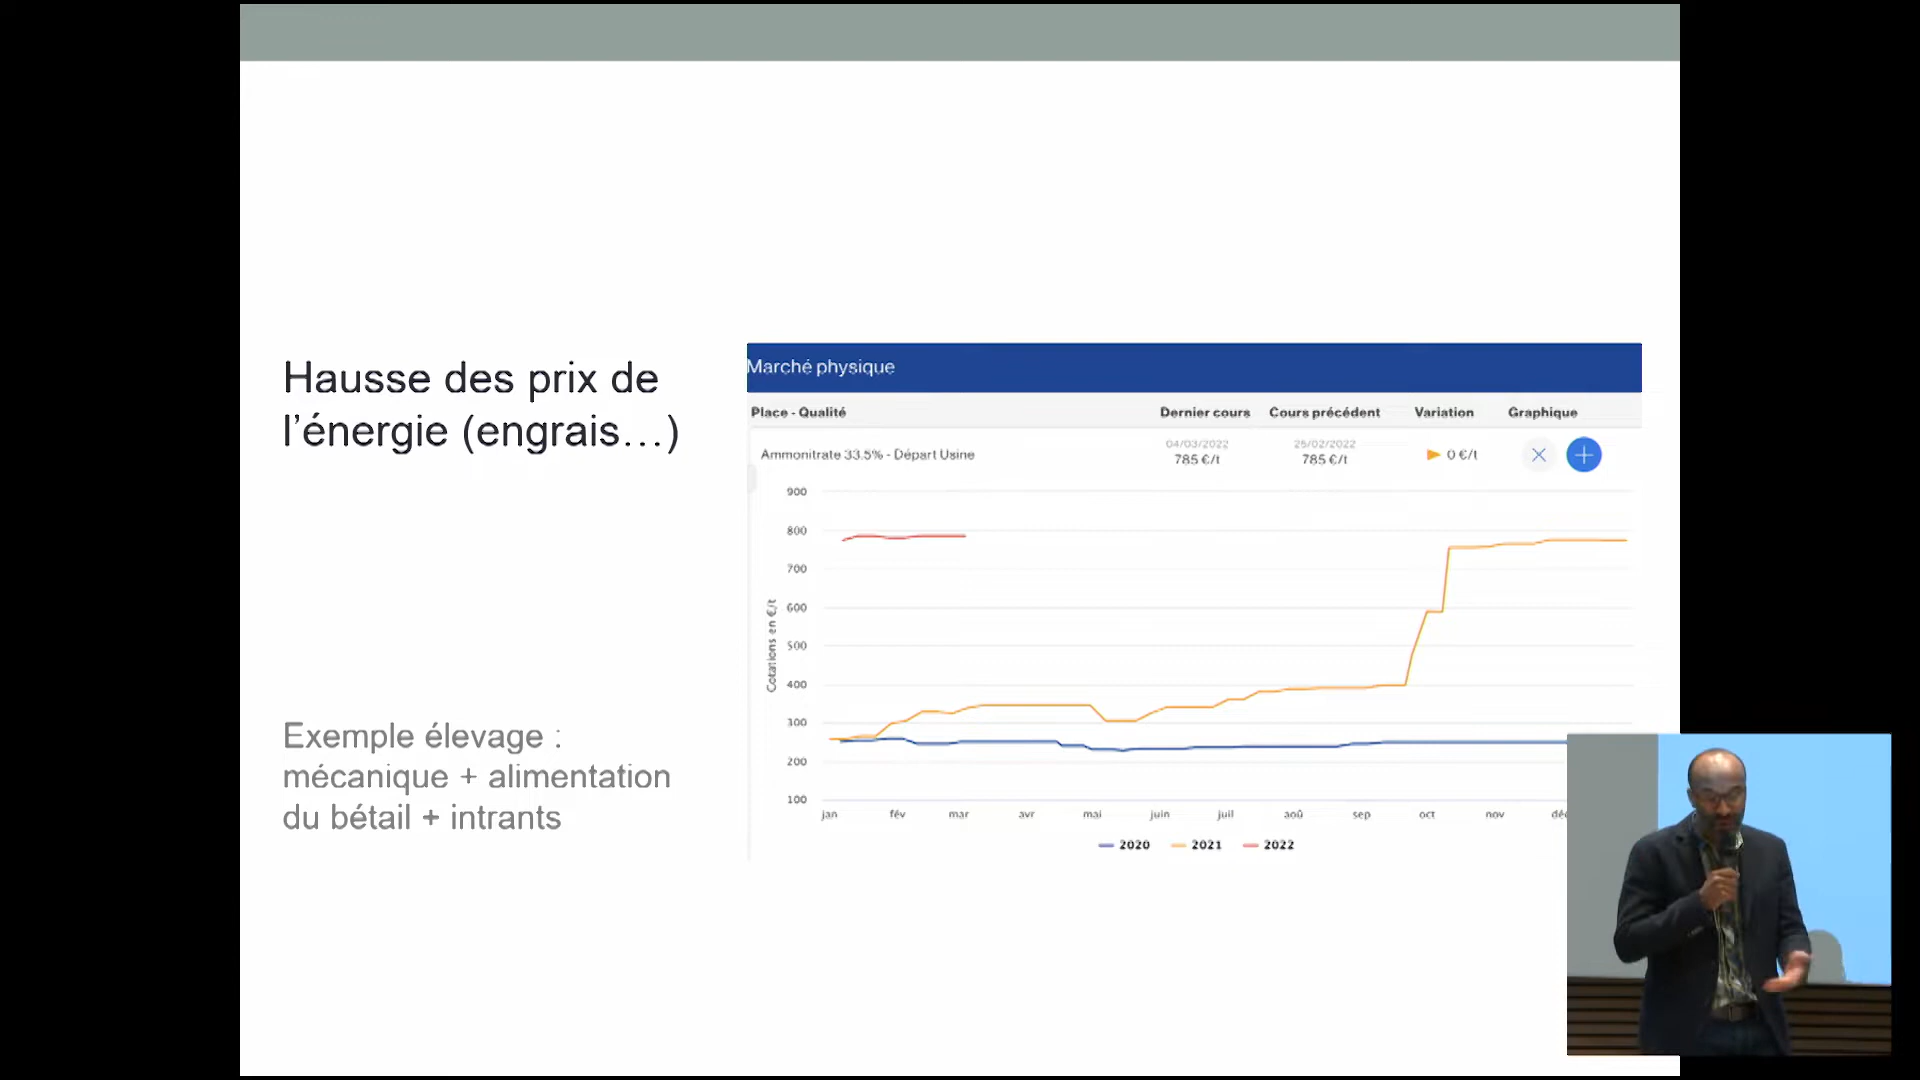 Hausse des prix de
l’énergie (engrais…)
Exemple élevage :
mécanique + alimentation
du bétail + intrants
Marché physique
Place - Qualité Dernier cours Cours précédent Variation Graphique
04/03/2022 25/02/2022
Ammonitrate 33.5% - Départ Usine 785 €/t 785 €/t 0 €/t
900
800
700
600
500
400
300
200
100
Cotations en €/t
jan fév mar avr mai juin juil aoû sep oct nov déc
2020 2021 2022